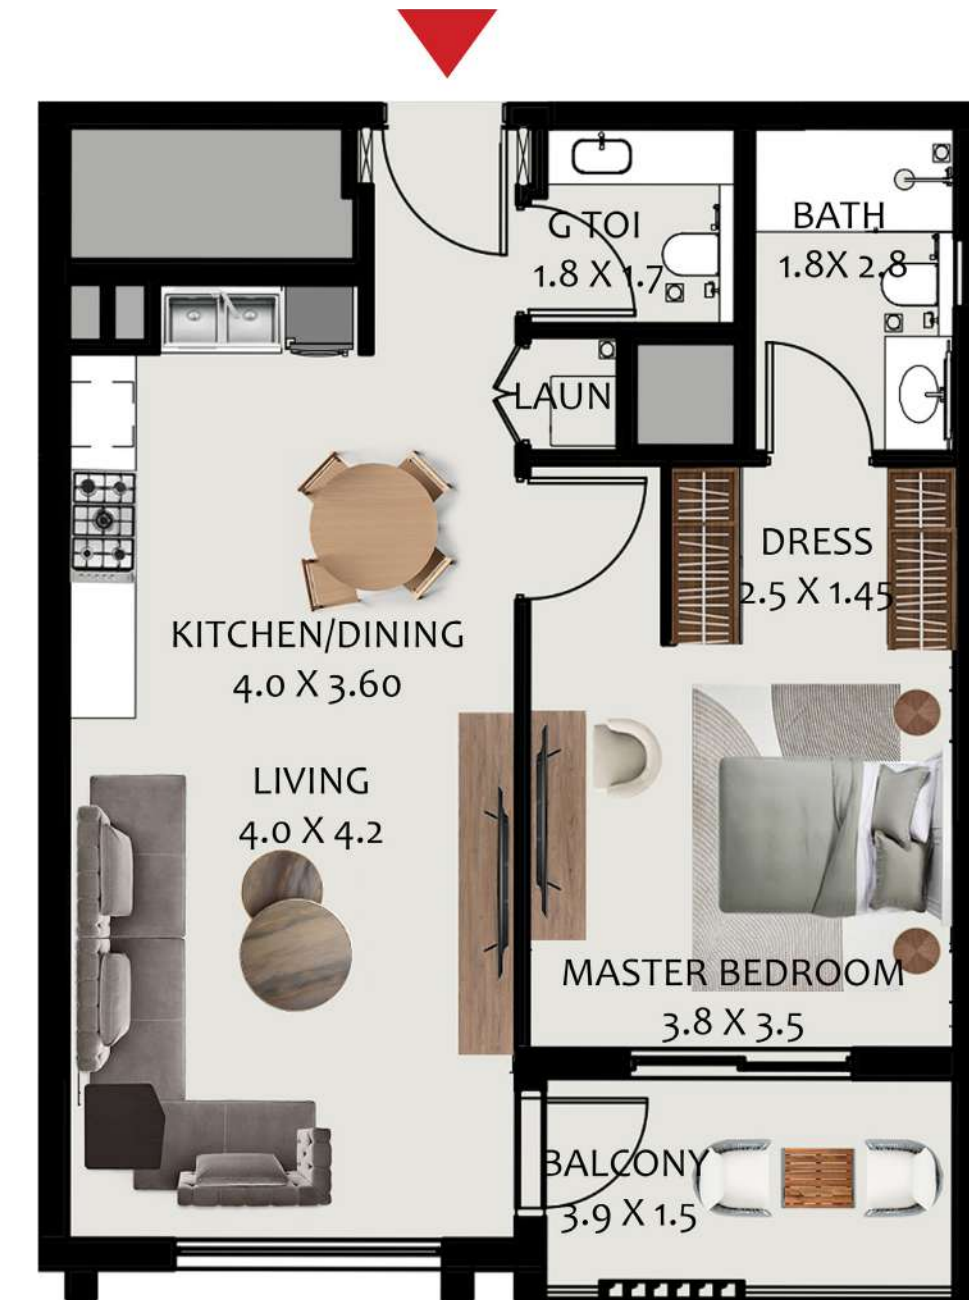 G TOI
1.8 X 1.7
BATH
1.8X 2.8
LAUN
DRESS
2.5 X 1.45
KITCHEN/DINING
4.0 X 3.60
LIVING
4.0 X 4.2
MASTER BEDROOM
3.8 X 3.5
BALCONY
3.9 X 1.5